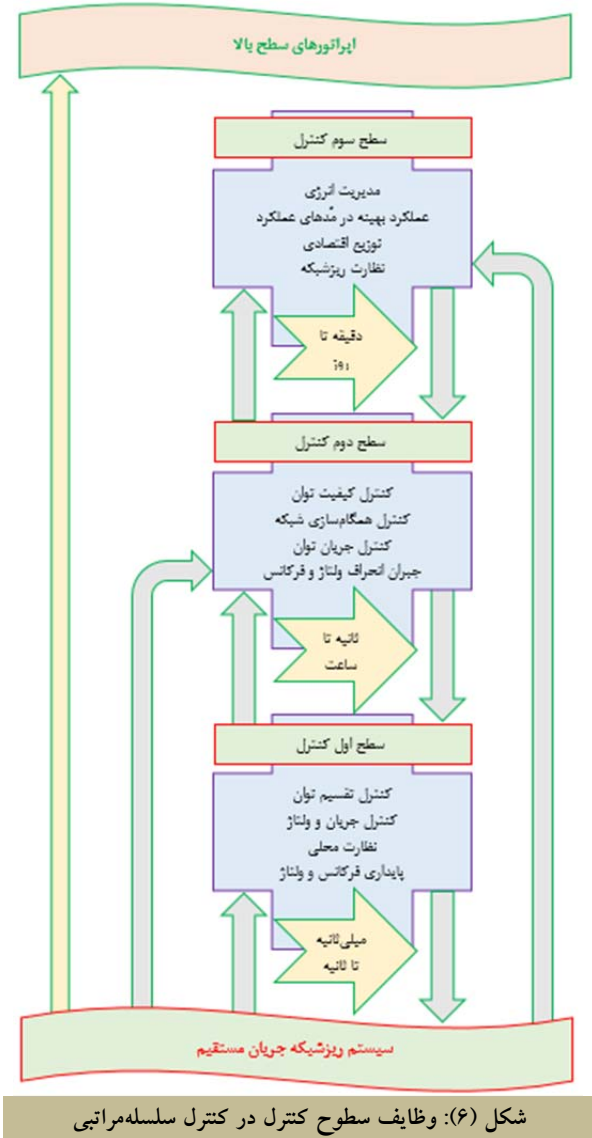 اپراتورهای سطح بالا
سطح سوم کنترل
مدیریت انرژی
عملکرد بهینه در مُدهای عملکرد
توزیع اقتصادی
نظارت ریزشبکه
دقیقه تا
روز
سطح دوم کنترل
کنترل کیفیت توان
کنترل همگام‌سازی شبکه
کنترل جریان توان
جبران انحراف ولتاژ و فرکانس
ثانیه تا
ساعت
سطح اول کنترل
کنترل تقسیم توان
کنترل جریان و ولتاژ
نظارت محلی
پایداری فرکانس و ولتاژ
میلی‌ثانیه
تا ثانیه
سیستم ریزشبکه جریان مستقیم
شکل (۶): وظایف سطوح کنترل در کنترل سلسله‌مراتبی